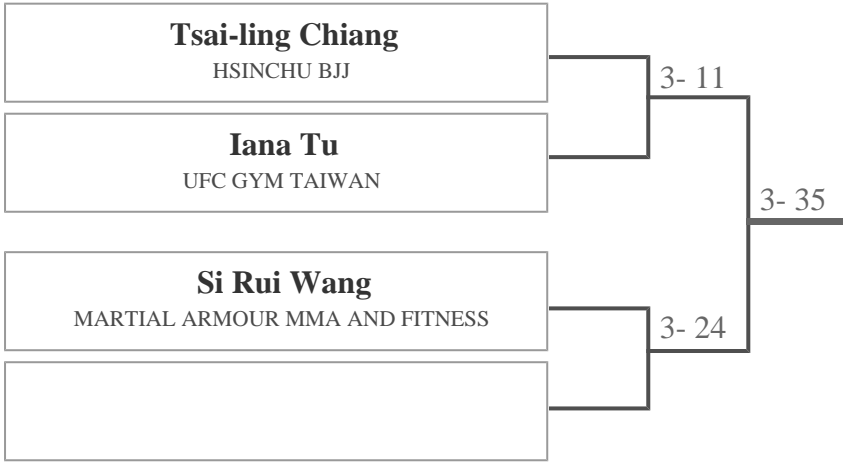 Tsai-ling Chiang
HSINCHU BJJ
3- 11
Iana Tu
UFC GYM TAIWAN
3- 35
Si Rui Wang
MARTIAL ARMOUR MMA AND FITNESS
3- 24